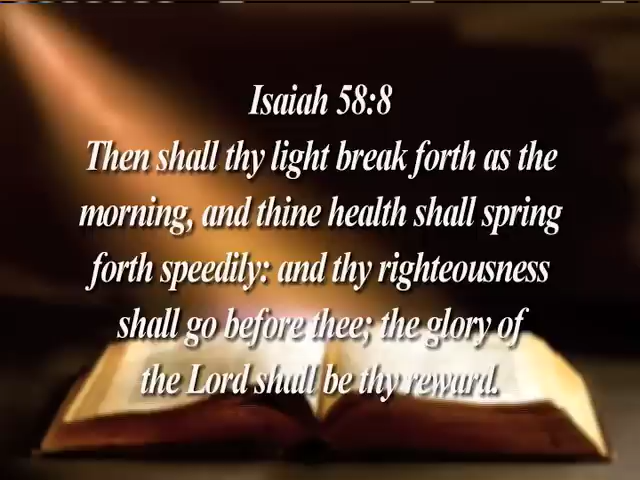 Isaiah 58:8
Then shall thy light break forth as the
morning, and thine health shall spring
forth speedily: and thy righteousness
shall go before thee; the glory of
the Lord shall be thy reward.